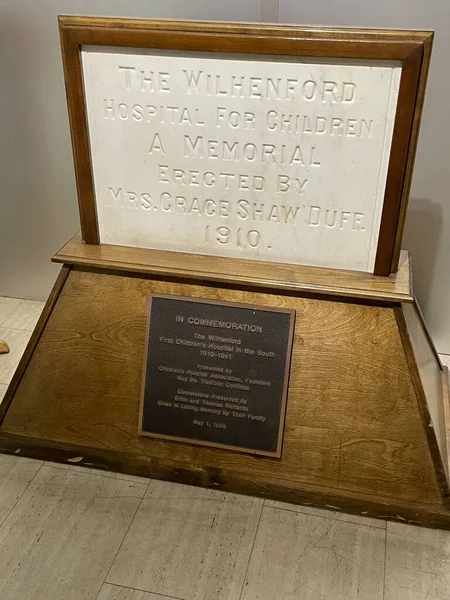 THE WILHENFORD
HOSPITAL FOR CHILDREN
A MEMORIAL
ERECTED BY
MRS. GRACE SHAW DUFF.
1910.
IN COMMEMORATION
The Wilhenford
First Children's Hospital in the South
1910-1941
Presented by
Children's Hospital Association, Founders
May the Tradition Continue
Cornerstone Preserved by
and Thomas Richards
Given in Loving Memory By Their Family
May 1,